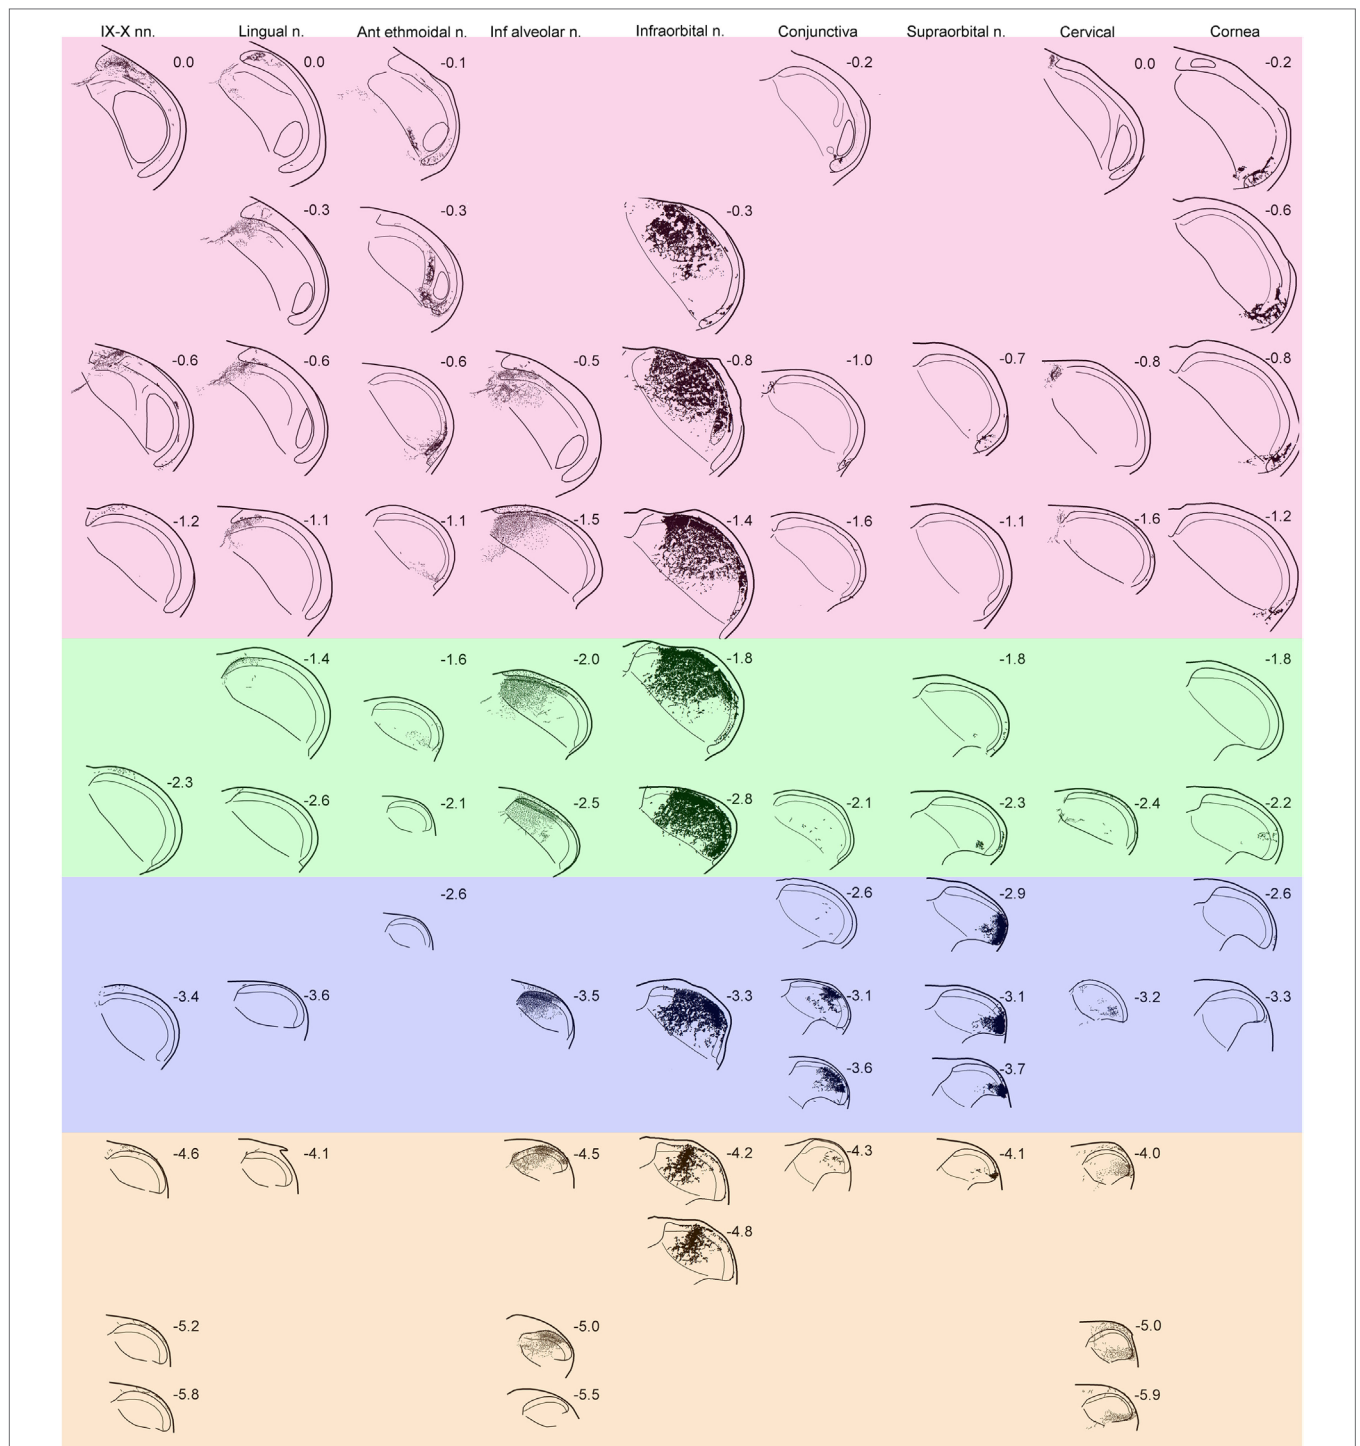 IX-X nn. Lingual n. Ant ethmoidal n. Inf alveolar n. Infraorbital n. Conjunctiva Supraorbital n. Cervical Cornea
0.0 0.0 -0.1 -0.2 0.0 -0.2
-0.3 -0.3 -0.3 -0.6
-0.6 -0.6 -0.6 -0.5 -0.8 -1.0 -0.7 -0.8 -0.8
-1.2 -1.1 -1.1 -1.5 -1.4 -1.6 -1.1 -1.6 -1.2
-1.4 -1.6 -2.0 -1.8 -1.8 -1.8
-2.3 -2.6 -2.1 -2.5 -2.8 -2.1 -2.3 -2.4 -2.2
-2.6 -2.6 -2.9 -2.6
-3.4 -3.6 -3.5 -3.3 -3.1 -3.1 -3.2 -3.3
-3.6 -3.7
-4.6 -4.1 -4.5 -4.2 -4.3 -4.1 -4.0
-4.8
-5.2 -5.0 -5.0
-5.8 -5.5 -5.9